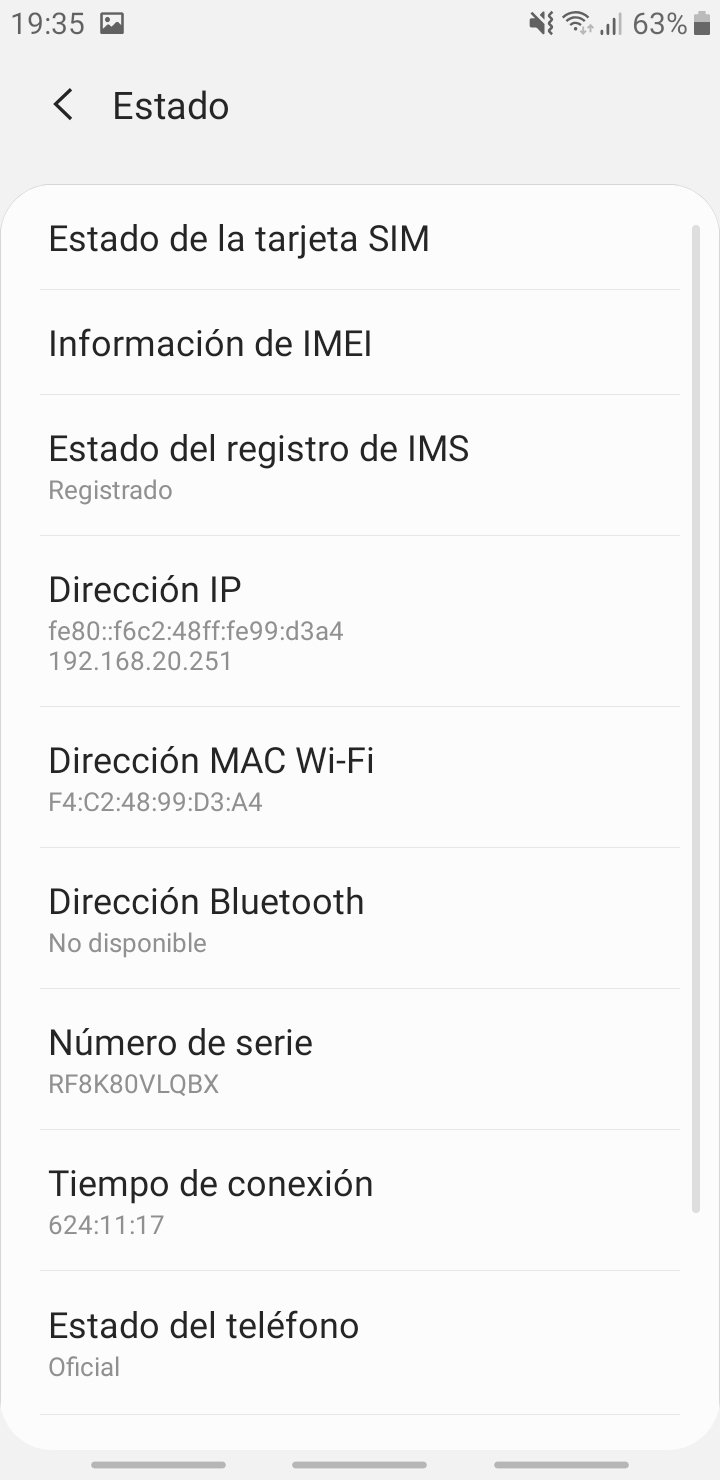 19:35 63%
Estado
Estado de la tarjeta SIM
Información de IMEI
Estado del registro de IMS
Registrado
Dirección IP
fe80::f6c2:48ff:fe99:d3a4
192.168.20.251
Dirección MAC Wi-Fi
F4:C2:48:99:D3:A4
Dirección Bluetooth
No disponible
Número de serie
RF8K80VLQBX
Tiempo de conexión
624:11:17
Estado del teléfono
Oficial